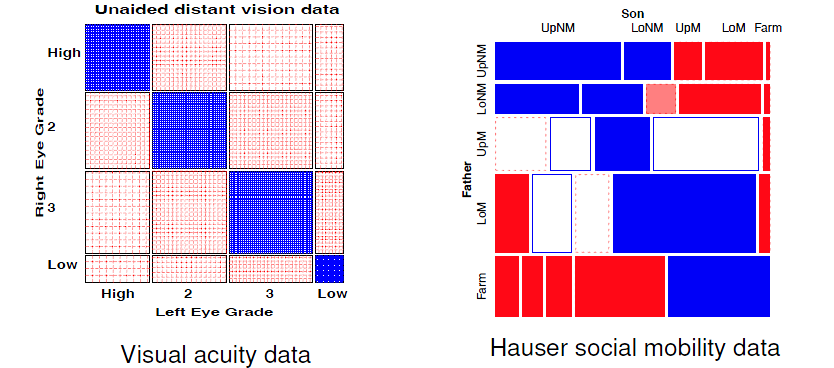 Unaided distant vision data
High
2
3
Low
Right Eye Grade
High 2 3 Low
Left Eye Grade
Visual acuity data
Son
UpNM LoNM UpM LoM Farm
UpNM
LoNM
UpM
LoM
Farm
Father
Hauser social mobility data